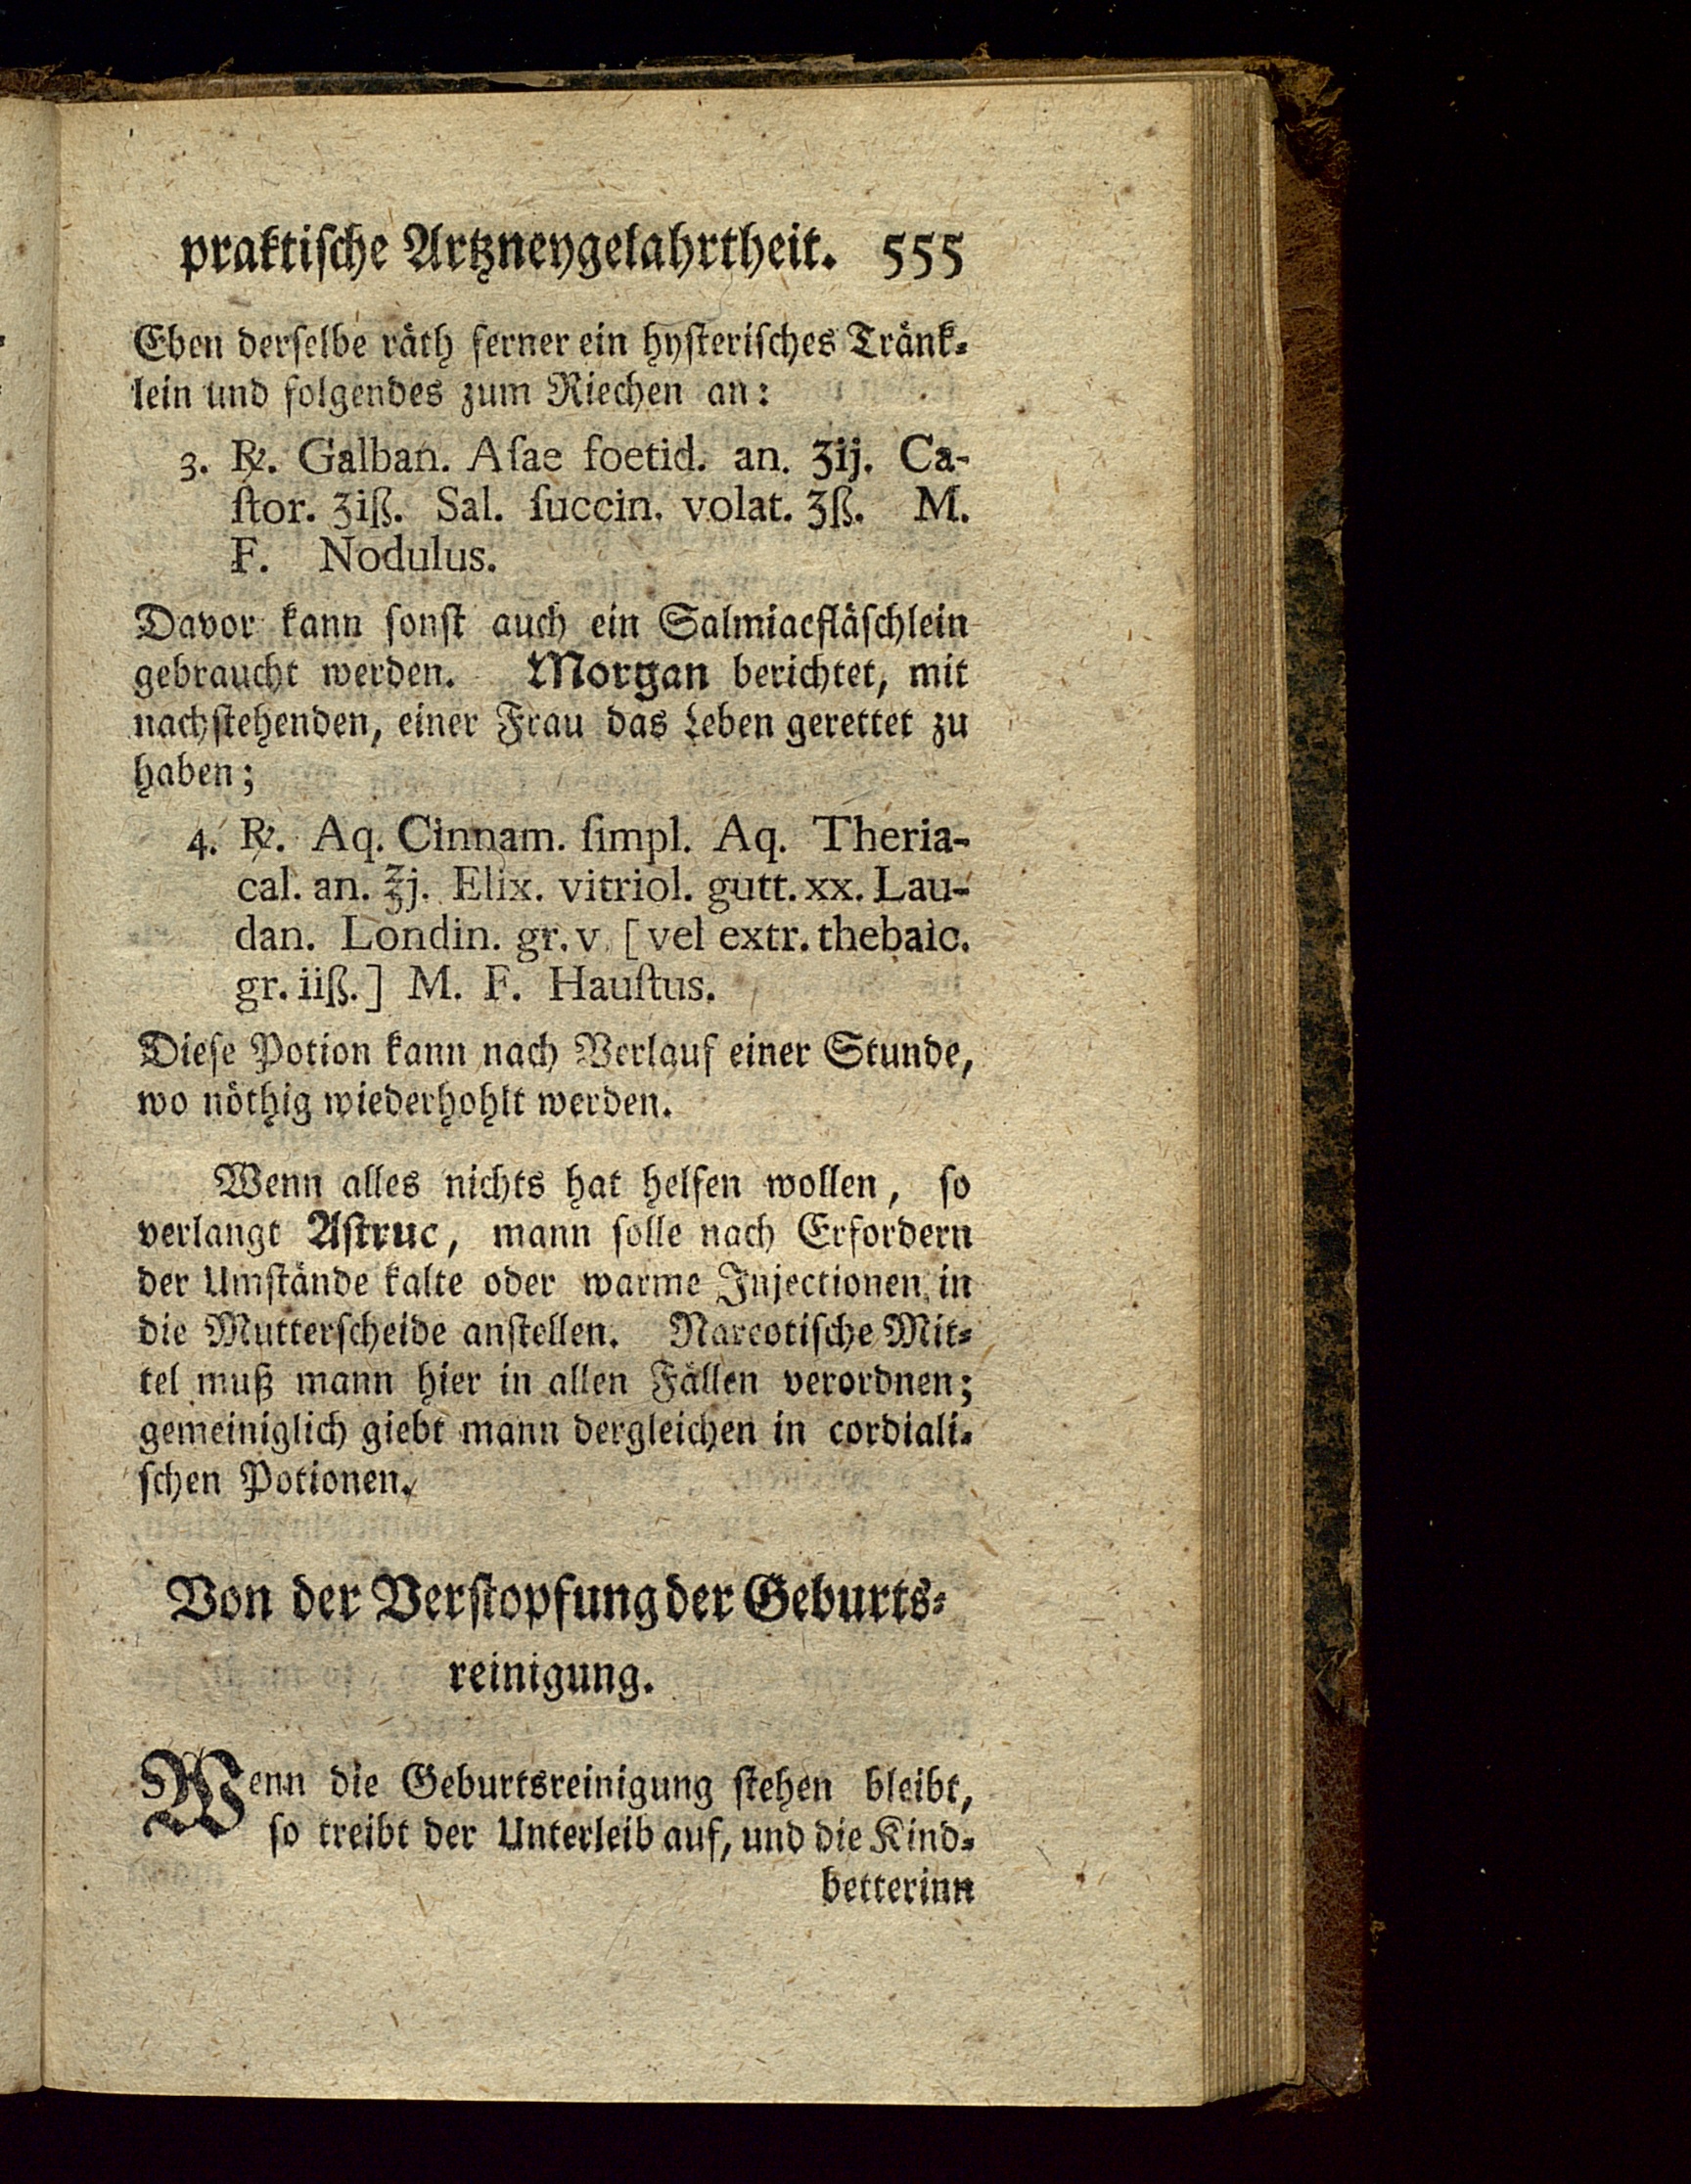 praktiſche Artzneygelahrtheit. 555
Eben derſelbe räth ferner ein hyſteriſches Tränk⸗
lein und folgendes zum Riechen an:
3. ℞. Galban. Aſae foetid. an. ʒij. Ca-
ſtor. ʒiß. Sal. ſuccin. volat. ʒß. M.
F. Nodulus.
Davor kann ſonſt auch ein Salmiacfläſchlein
gebraucht werden. Morgan berichtet, mit
nachſtehenden, einer Frau das Leben gerettet zu
haben;
4. ℞. Aq. Cinnam. ſimpl. Aq. Theria-
cal. an. ℥j. Elix. vitriol. gutt. xx. Lau-
dan. Londin. gr. v [vel extr. thebaic.
gr. iiß.] M. F. Hauſtus.
Dieſe Potion kann nach Verlauf einer Stunde,
wo nöthig wiederhohlt werden.
Wenn alles nichts hat helfen wollen, ſo
verlangt Aſtruc, mann ſolle nach Erfordern
der Umſtände kalte oder warme Injectionen in
die Mutterſcheide anſtellen. Narcotiſche Mit⸗
tel muß mann hier in allen Fällen verordnen;
gemeiniglich giebt mann dergleichen in cordiali⸗
ſchen Potionen.
Von der Verſtopfung der Geburts⸗
reinigung.
Wenn die Geburtsreinigung ſtehen bleibt,
ſo treibt der Unterleib auf, und die Kind⸗
betterinn